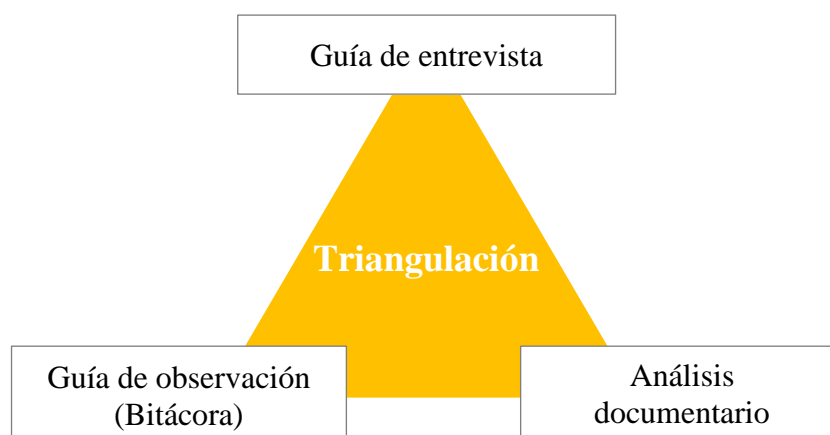 Guía de entrevista
Triangulación
Guía de observación
(Bitácora)
Análisis
documentario